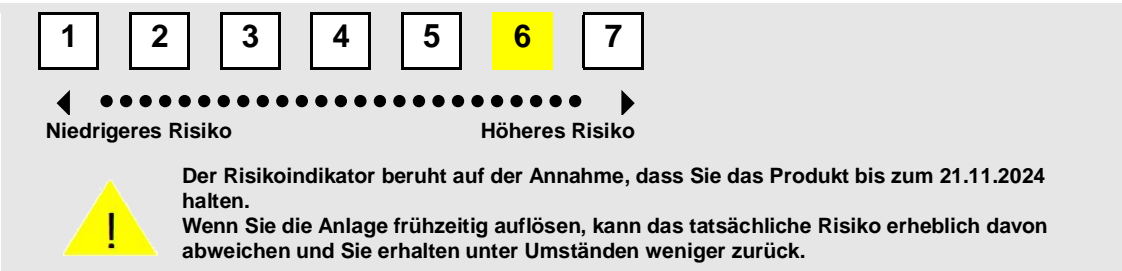 1 2 3 4 5 6 7
Niedrigeres Risiko Höheres Risiko
Der Risikoindikator beruht auf der Annahme, dass Sie das Produkt bis zum 21.11.2024
halten.
Wenn Sie die Anlage frühzeitig auflösen, kann das tatsächliche Risiko erheblich davon
abweichen und Sie erhalten unter Umständen weniger zurück.
!